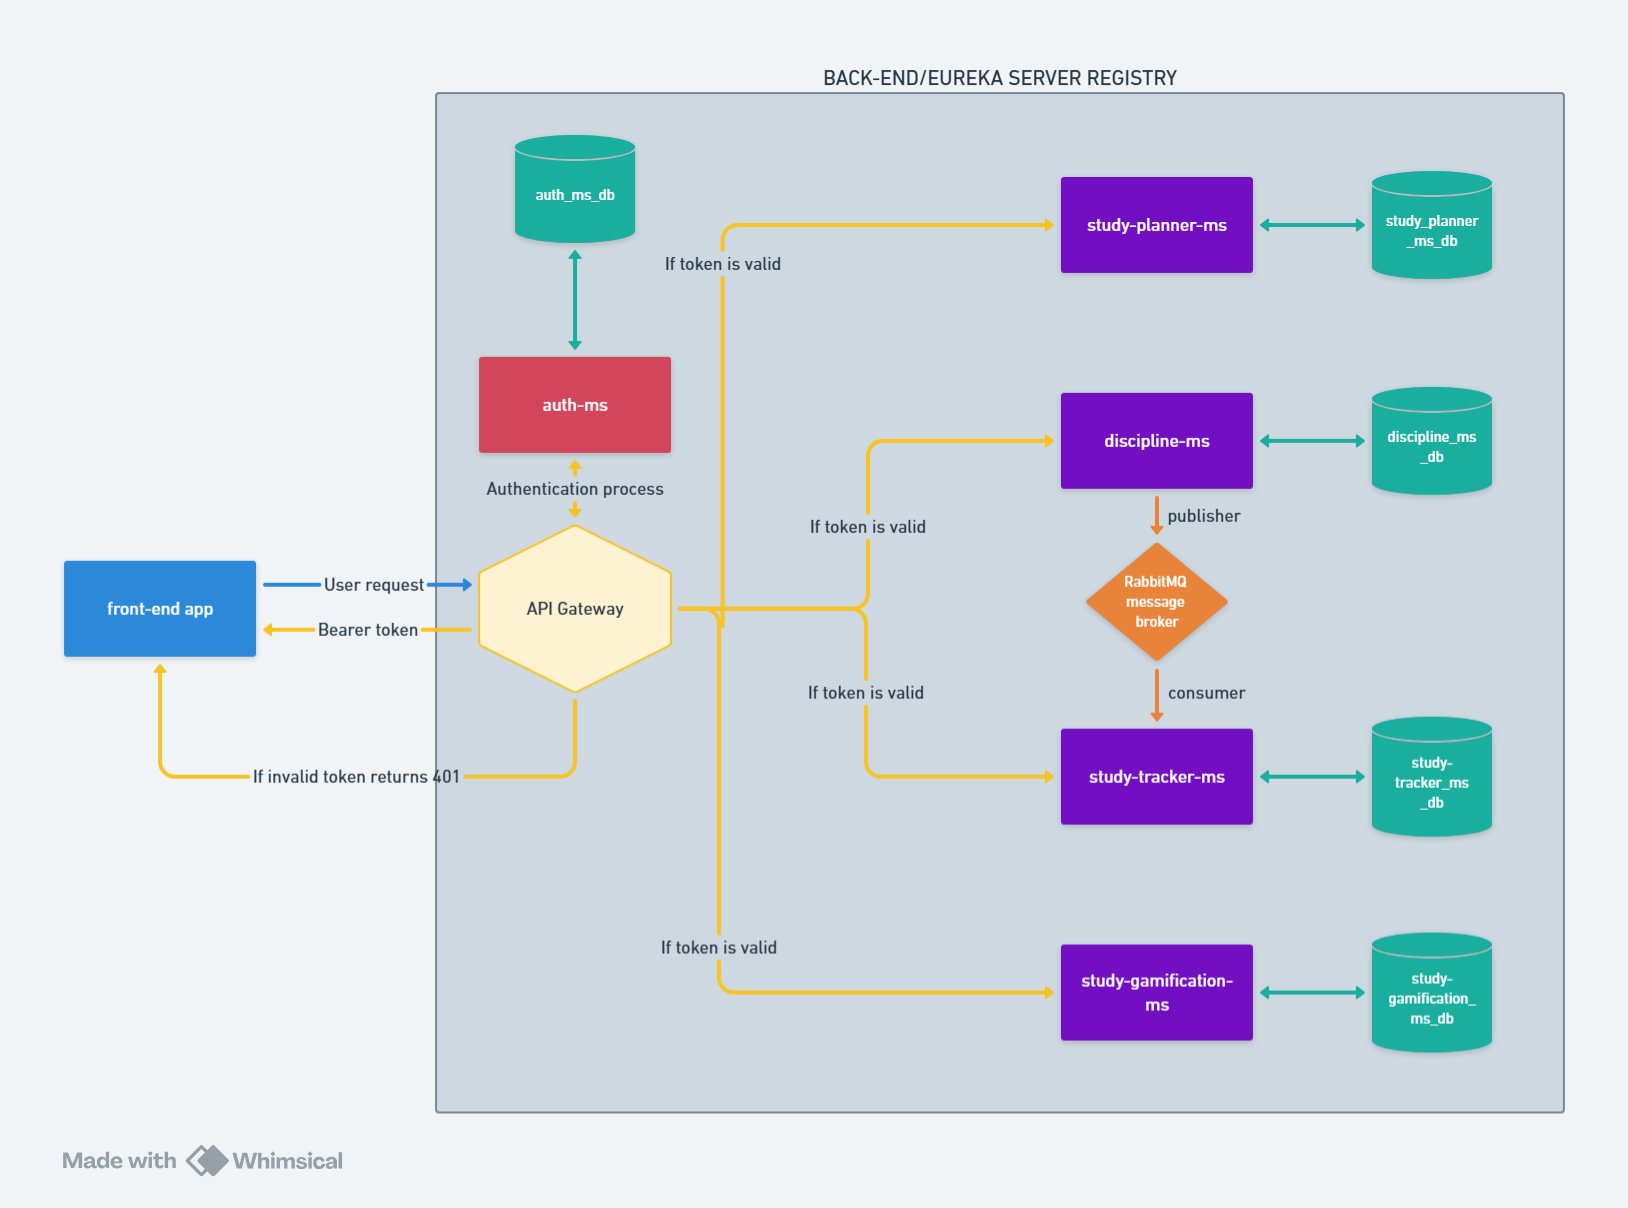 BACK-END/EUREKA SERVER REGISTRY
auth_ms_db
study-planner-ms
study_planner
_ms_db
If token is valid
auth-ms
discipline-ms
discipline_ms
_db
Authentication process
publisher
If token is valid
front-end app
User request
Bearer token
API Gateway
RabbitMQ
message
broker
If token is valid
consumer
If invalid token returns 401
study-tracker-ms
study-
tracker_ms
_db
If token is valid
study-gamification-
ms
study-
gamification_
ms_db
Made with Whimsical